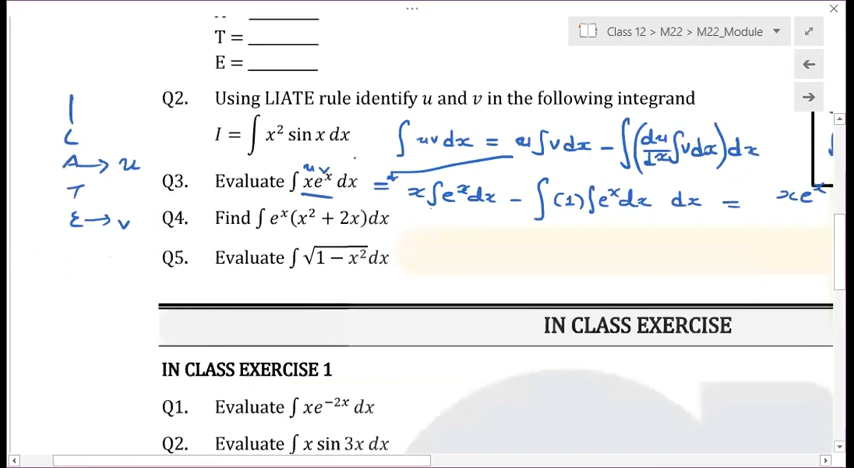 Class 12 > M22 > M22_Module
T = ________
E = ________
I
L
A → u
T
E → v
Q2. Using LIATE rule identify u and v in the following integrand
I = ∫ x² sin x dx
∫ uv dx = u ∫ v dx − ∫ (du/dx ∫ v dx) dx
u v
Q3. Evaluate ∫ xeˣ dx = x ∫ eˣ dx − ∫ (1) ∫ eˣ dx dx = xeˣ
Q4. Find ∫ eˣ(x² + 2x)dx
Q5. Evaluate ∫ √(1 − x²) dx
IN CLASS EXERCISE
IN CLASS EXERCISE 1
Q1. Evaluate ∫ xe⁻²ˣ dx
Q2. Evaluate ∫ x sin 3x dx